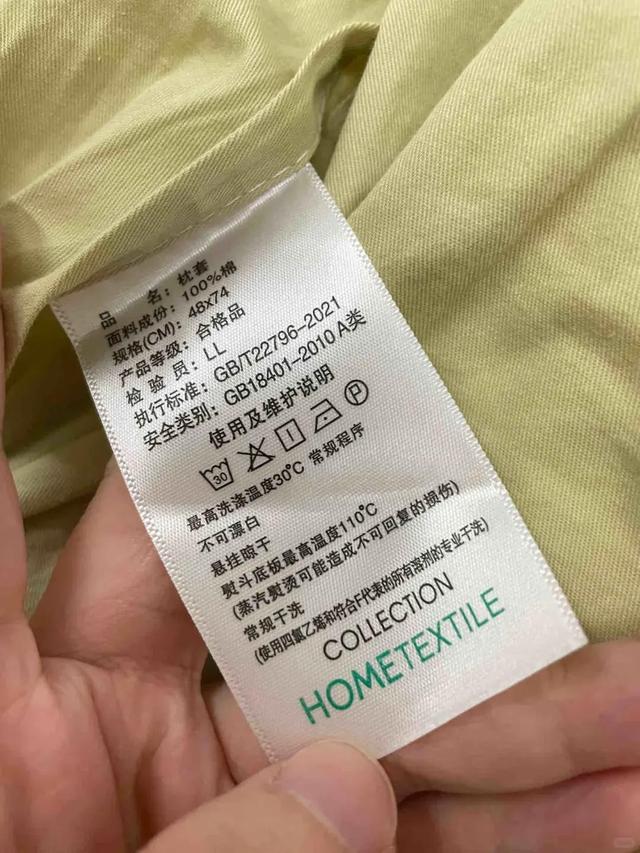 品 名：枕套
面料成份：100%棉
规格(CM)：48x74
产品等级：合格品
检 验 员：LL
执行标准：GB/T22796-2021
安全类别：GB18401-2010 A类
使用及维护说明
30 P
最高洗涤温度30℃ 常规程序
不可漂白
悬挂晾干
熨斗底板最高温度110℃
(蒸汽熨烫可能造成不可回复的损伤)
常规干洗
(使用四氯乙烯和符合F代表的所有溶剂的专业干洗)
COLLECTION
HOMETEXTILE